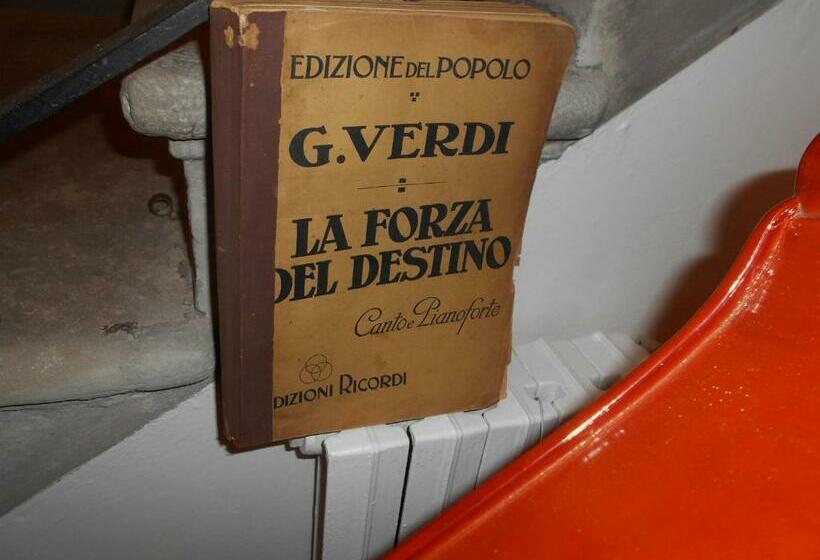 EDIZIONE DEL POPOLO
G. VERDI
LA FORZA
DEL DESTINO
Canto e Pianoforte
DIZIONI RICORDI